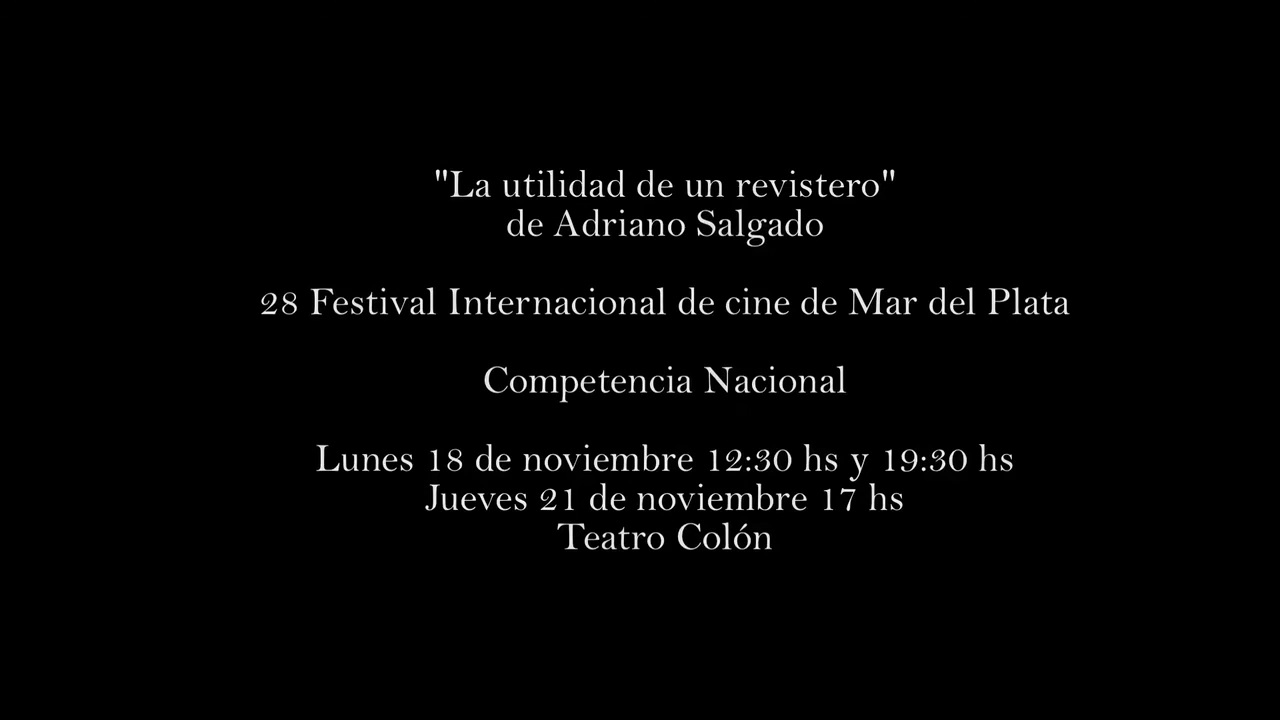 "La utilidad de un revistero"
de Adriano Salgado
28 Festival Internacional de cine de Mar del Plata
Competencia Nacional
Lunes 18 de noviembre 12:30 hs y 19:30 hs
Jueves 21 de noviembre 17 hs
Teatro Colón